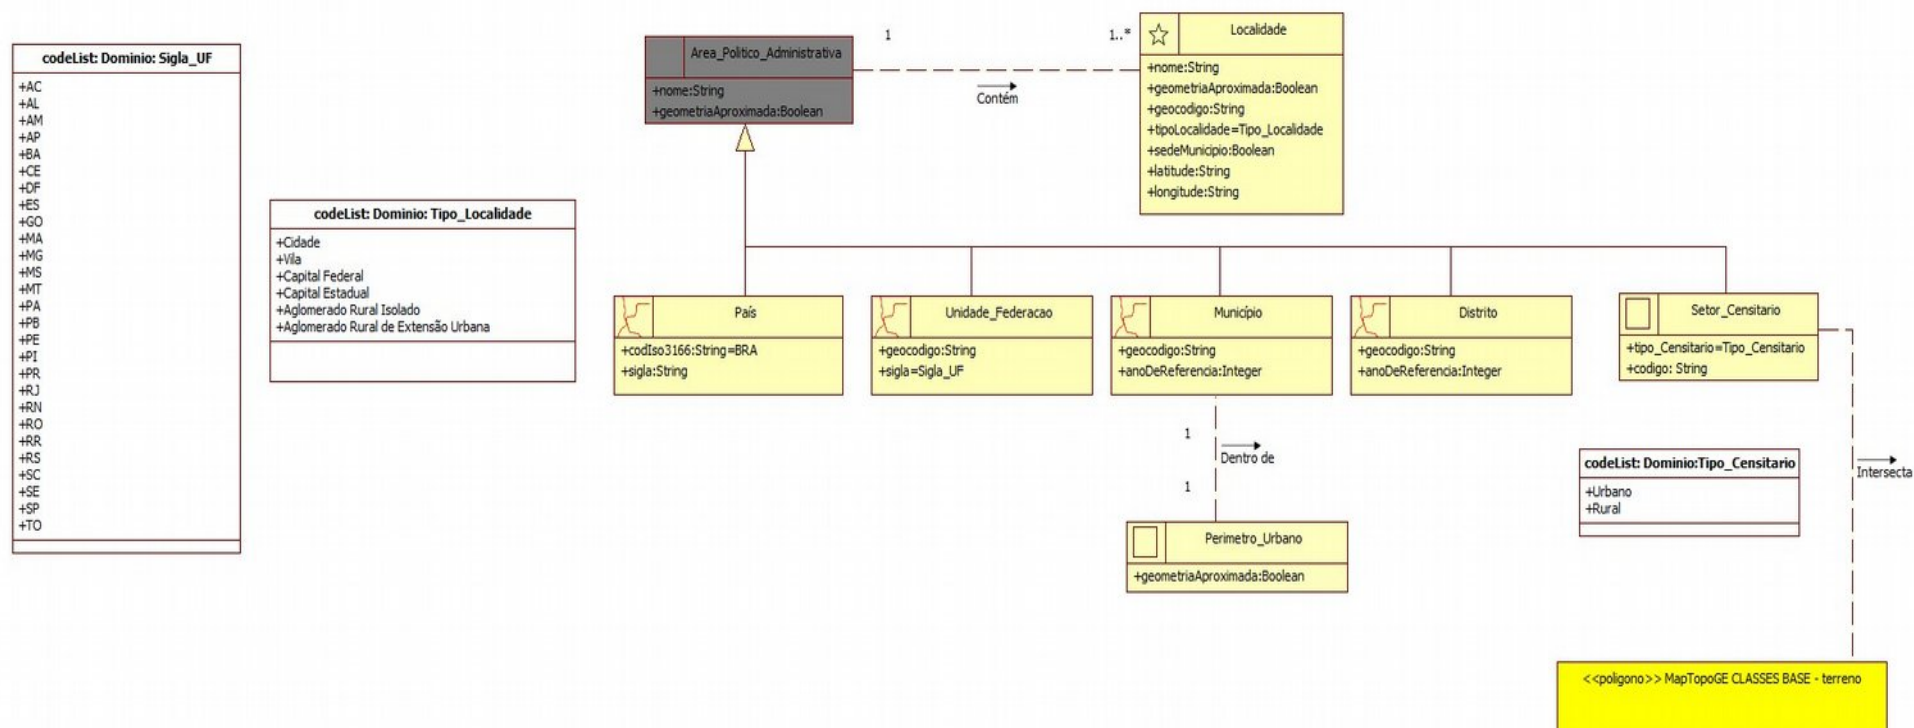 codeList: Dominio: Sigla_UF
+AC
+AL
+AM
+AP
+BA
+CE
+DF
+ES
+GO
+MA
+MG
+MS
+MT
+PA
+PB
+PE
+PI
+PR
+RJ
+RN
+RO
+RR
+RS
+SC
+SE
+SP
+TO
codeList: Dominio: Tipo_Localidade
+Cidade
+Vila
+Capital Federal
+Capital Estadual
+Aglomerado Rural Isolado
+Aglomerado Rural de Extensão Urbana
Area_Politico_Administrativa
+nome:String
+geometriaAproximada:Boolean
1
1..*
Contém
Localidade
+nome:String
+geometriaAproximada:Boolean
+geocodigo:String
+tipoLocalidade=Tipo_Localidade
+sedeMunicipio:Boolean
+latitude:String
+longitude:String
País
+codIso3166:String=BRA
+sigla:String
Unidade_Federacao
+geocodigo:String
+sigla=Sigla_UF
Município
+geocodigo:String
+anoDeReferencia:Integer
Distrito
+geocodigo:String
+anoDeReferencia:Integer
Setor_Censitario
+tipo_Censitario=Tipo_Censitario
+codigo: String
1
Dentro de
1
Perimetro_Urbano
+geometriaAproximada:Boolean
codeList: Dominio:Tipo_Censitario
+Urbano
+Rural
Intersecta
<<poligono>> MapTopoGE CLASSES BASE - terreno